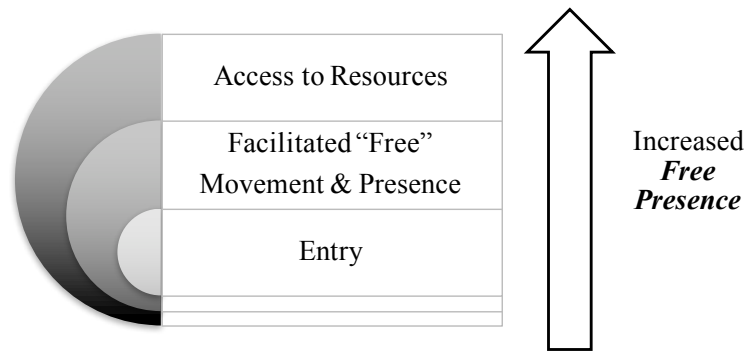 Access to Resources
Facilitated “Free”
Movement & Presence
Entry
Increased
Free
Presence